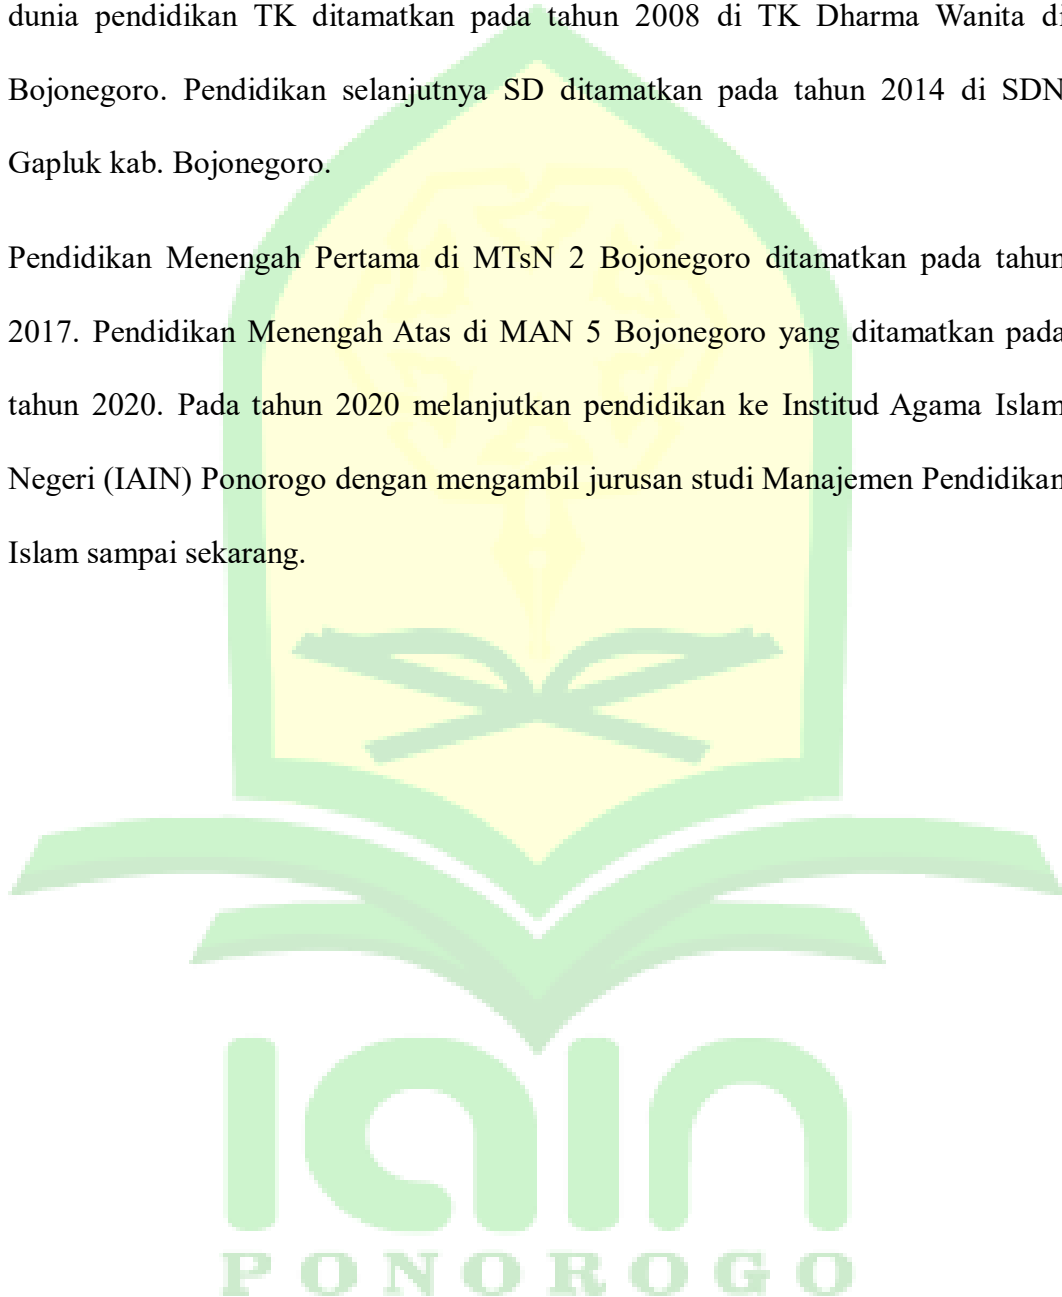 dunia pendidikan TK ditamatkan pada tahun 2008 di TK Dharma Wanita di
Bojonegoro. Pendidikan selanjutnya SD ditamatkan pada tahun 2014 di SDN
Gapluk kab. Bojonegoro.
Pendidikan Menengah Pertama di MTsN 2 Bojonegoro ditamatkan pada tahun
2017. Pendidikan Menengah Atas di MAN 5 Bojonegoro yang ditamatkan pada
tahun 2020. Pada tahun 2020 melanjutkan pendidikan ke Institud Agama Islam
Negeri (IAIN) Ponorogo dengan mengambil jurusan studi Manajemen Pendidikan
Islam sampai sekarang.
IAIN
PONOROGO